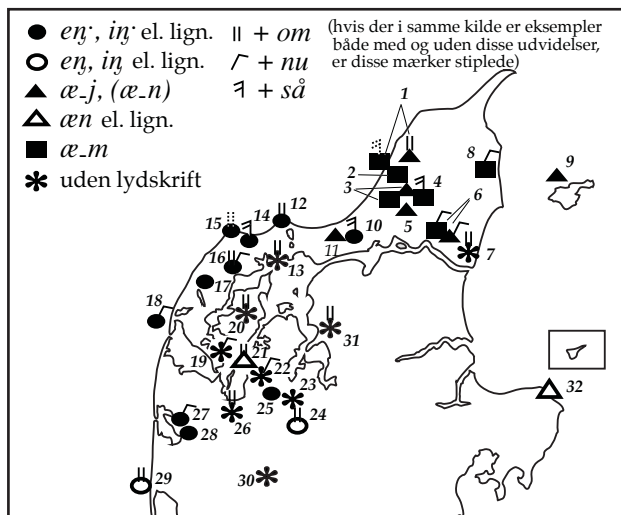 eŋ·, iŋ· el. lign.
eŋ, iŋ el. lign.
æ-j, (æ-n)
æn el. lign.
æ-m
uden lydskrift
+ om
+ nu
+ så
(hvis der i samme kilde er eksempler
både med og uden disse udvidelser,
er disse mærker stiplede)
1
2
3
4
5
6
7
8
9
10
11
12
13
14
15
16
17
18
19
20
21
22
23
24
25
26
27
28
29
30
31
32